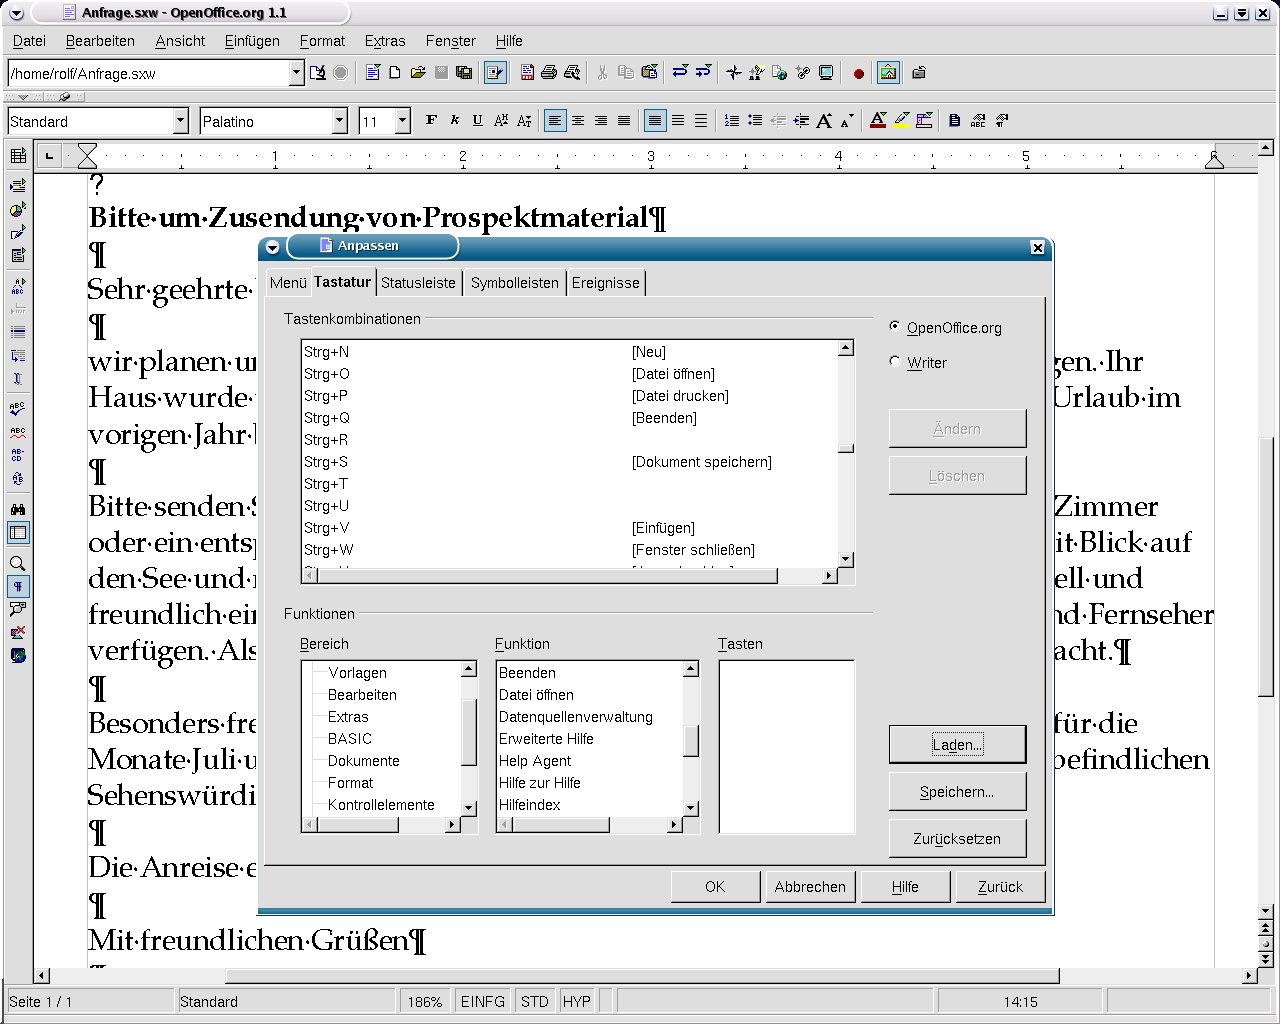 Anfrage.sxw - OpenOffice.org 1.1
Datei Bearbeiten Ansicht Einfügen Format Extras Fenster Hilfe
/home/rolf/Anfrage.sxw
Standard Palatino 11 F k U
1 2 3 4 5 6
?
Bitte·um·Zusendung·von·Prospektmaterial¶
¶
Sehr·geehrte·
¶
wir·planen· gen.·Ihr
Haus·wurde· Urlaub·im
vorigen·Jahr·
¶
Bitte·senden· Zimmer
oder·ein· it·Blick·auf
den·See·und· ell·und
freundlich· nd·Fernseher
verfügen.· acht.¶
¶
Besonders· für·die
Monate·Juli· befindlichen
Sehenswürdi
¶
Die·Anreise·
¶
Mit·freundlichen·Grüßen¶
Anpassen
Menü Tastatur Statusleiste Symbolleisten Ereignisse
Tastenkombinationen
Strg+N [Neu]
Strg+O [Datei öffnen]
Strg+P [Datei drucken]
Strg+Q [Beenden]
Strg+R
Strg+S [Dokument speichern]
Strg+T
Strg+U
Strg+V [Einfügen]
Strg+W [Fenster schließen]
OpenOffice.org
Writer
Ändern
Löschen
Funktionen
Bereich Funktion Tasten
Vorlagen Beenden
Bearbeiten Datei öffnen
Extras Datenquellenverwaltung
BASIC Erweiterte Hilfe
Dokumente Help Agent
Format Hilfe zur Hilfe
Kontrollelemente Hilfeindex
Laden...
Speichern...
Zurücksetzen
OK Abbrechen Hilfe Zurück
Seite 1 / 1 Standard 186% EINFG STD HYP 14:15